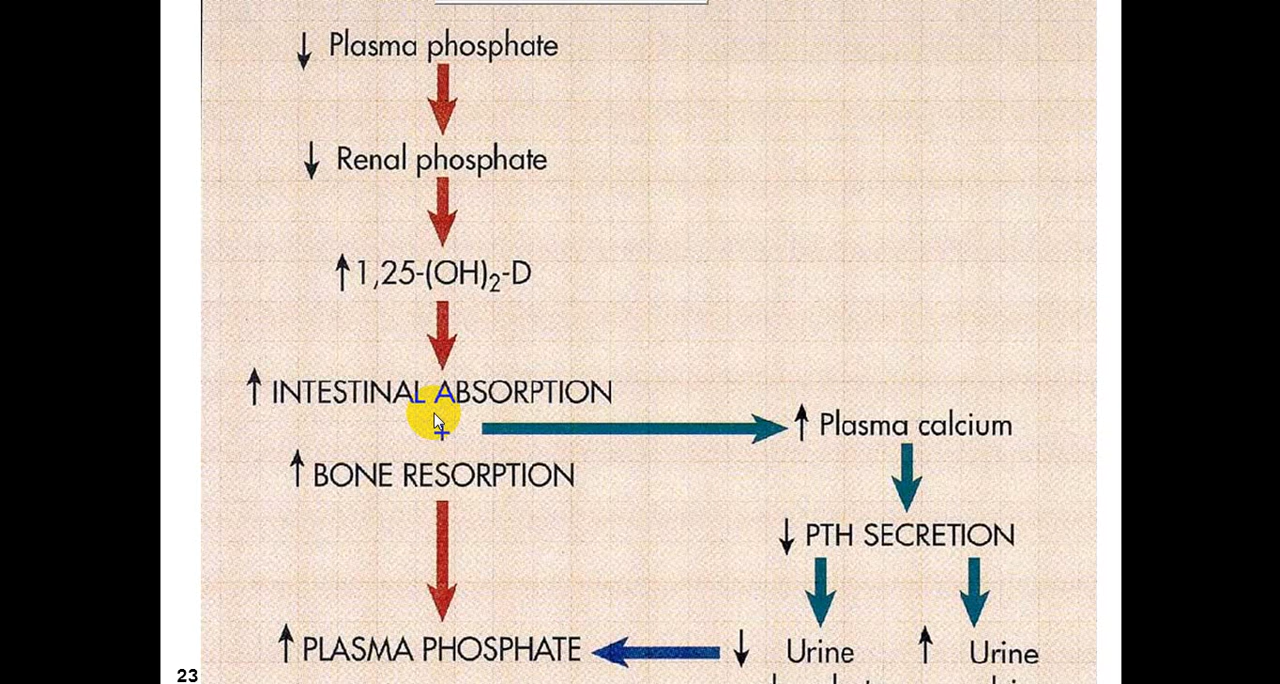 ↓ Plasma phosphate
↓ Renal phosphate
↑ 1,25-(OH)₂-D
↑ INTESTINAL ABSORPTION
+
↑ Plasma calcium
↑ BONE RESORPTION
↓ PTH SECRETION
↑ PLASMA PHOSPHATE
↓ Urine
↑ Urine
23